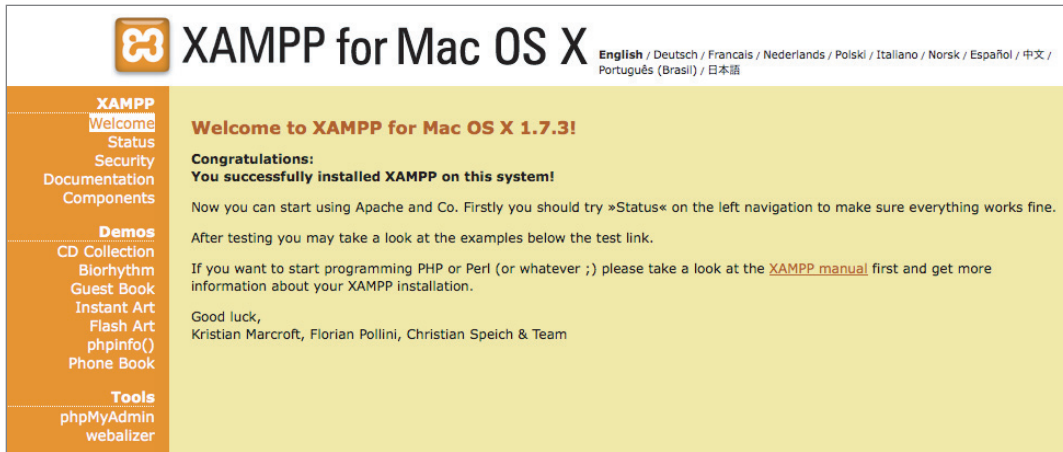 XAMPP for Mac OS X
English / Deutsch / Francais / Nederlands / Polski / Italiano / Norsk / Español / 中文 /
Português (Brasil) / 日本語
XAMPP
Welcome
Status
Security
Documentation
Components
Demos
CD Collection
Biorhythm
Guest Book
Instant Art
Flash Art
phpinfo()
Phone Book
Tools
phpMyAdmin
webalizer
Welcome to XAMPP for Mac OS X 1.7.3!
Congratulations:
You successfully installed XAMPP on this system!
Now you can start using Apache and Co. Firstly you should try »Status« on the left navigation to make sure everything works fine.
After testing you may take a look at the examples below the test link.
If you want to start programming PHP or Perl (or whatever ;) please take a look at the XAMPP manual first and get more
information about your XAMPP installation.
Good luck,
Kristian Marcroft, Florian Pollini, Christian Speich & Team